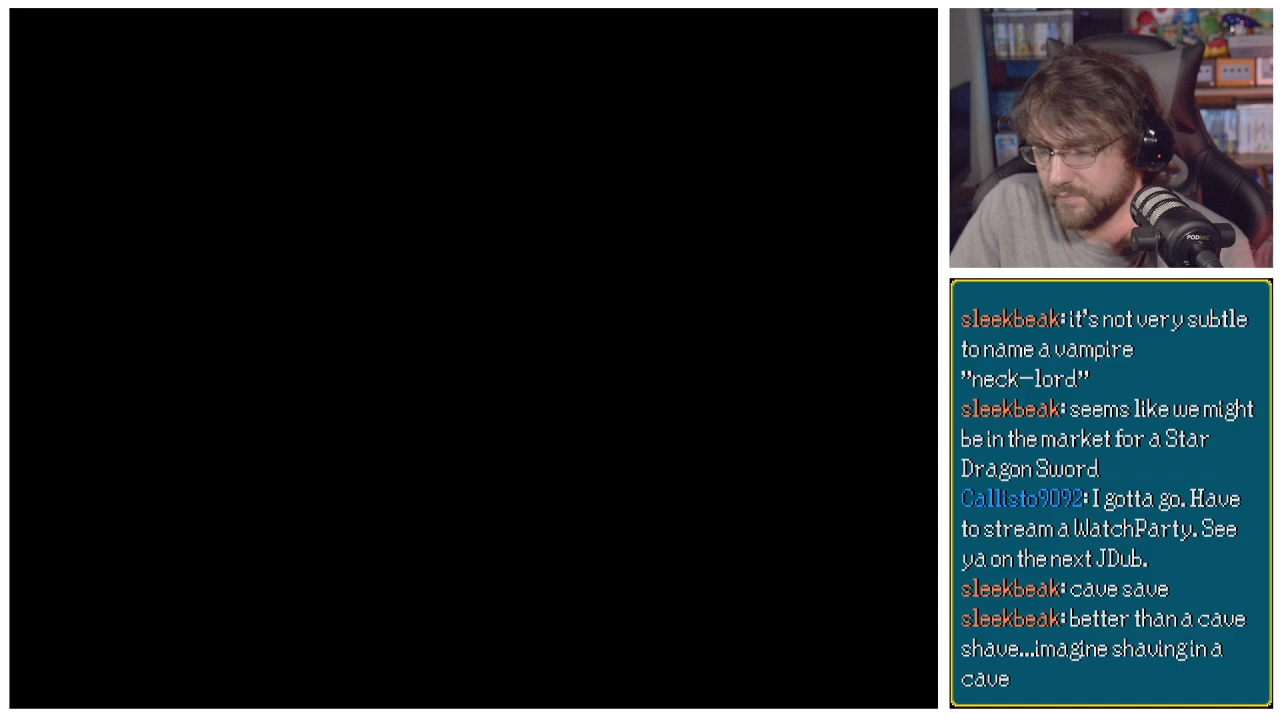 PODMIC
sleekbeak: it's not very subtle
to name a vampire
"neck-lord"
sleekbeak: seems like we might
be in the market for a Star
Dragon Sword
Callisto9092: I gotta go. Have
to stream a WatchParty. See
ya on the next JDub.
sleekbeak: cave save
sleekbeak: better than a cave
shave...imagine shaving in a
cave